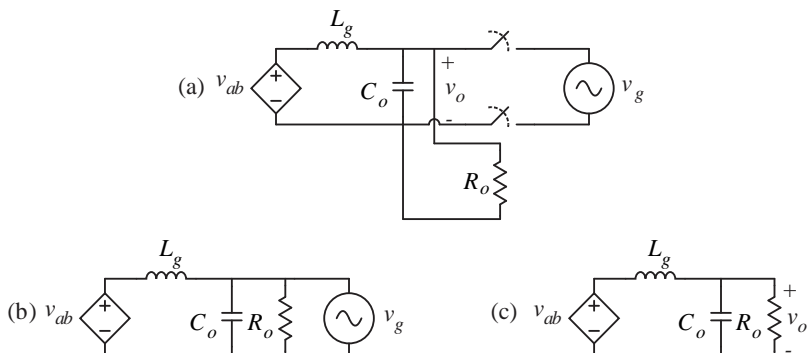 L_g
(a) v_ab + − C_o + v_o - v_g
R_o
L_g
(b) v_ab + − C_o R_o v_g
L_g
(c) v_ab + − C_o R_o + v_o -